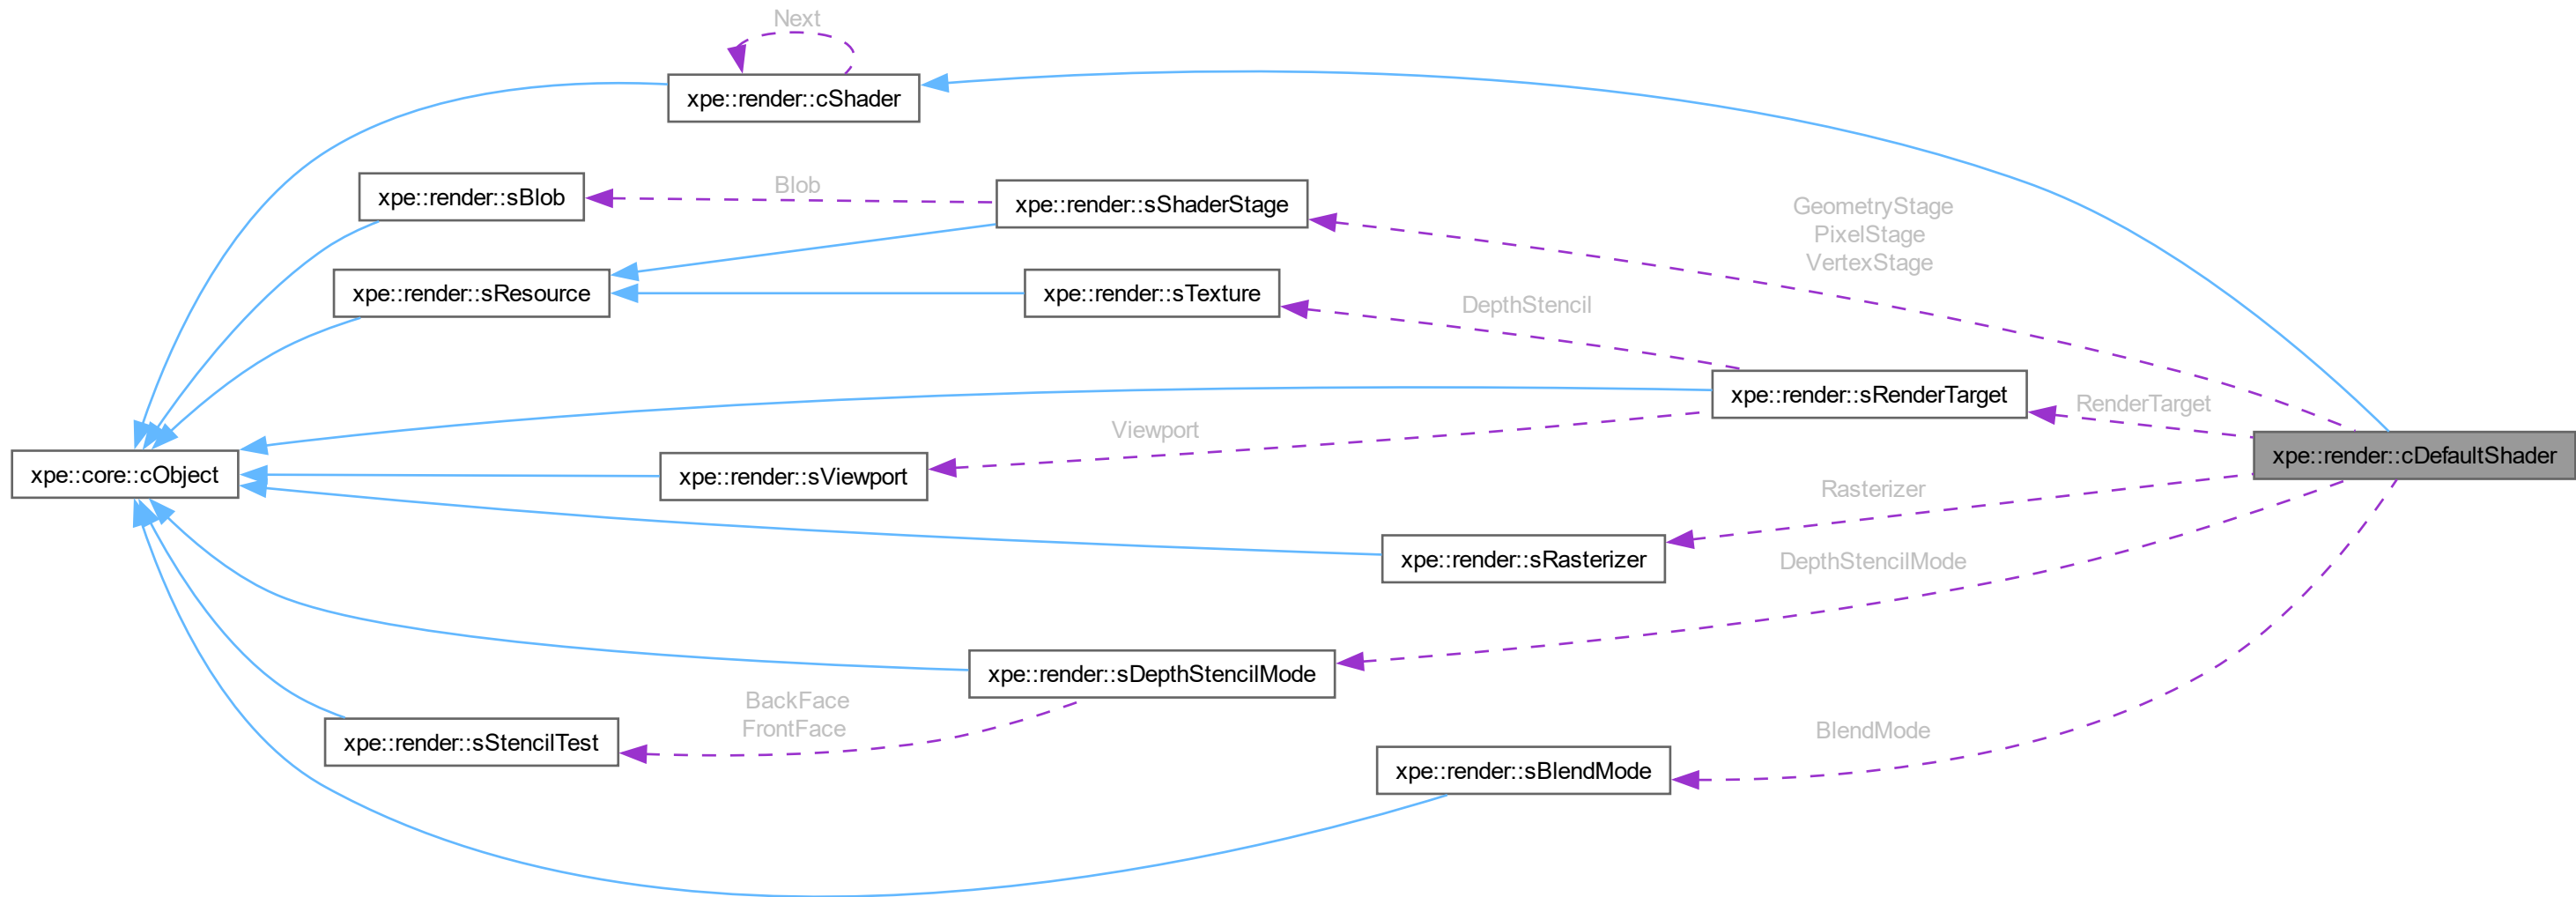 Next
xpe::render::cShader
xpe::render::sBlob
Blob
xpe::render::sShaderStage
GeometryStage
PixelStage
VertexStage
xpe::render::sResource
xpe::render::sTexture
DepthStencil
xpe::render::sRenderTarget
RenderTarget
Viewport
xpe::core::cObject
xpe::render::sViewport
xpe::render::cDefaultShader
Rasterizer
xpe::render::sRasterizer
DepthStencilMode
xpe::render::sDepthStencilMode
BackFace
FrontFace
xpe::render::sStencilTest
BlendMode
xpe::render::sBlendMode